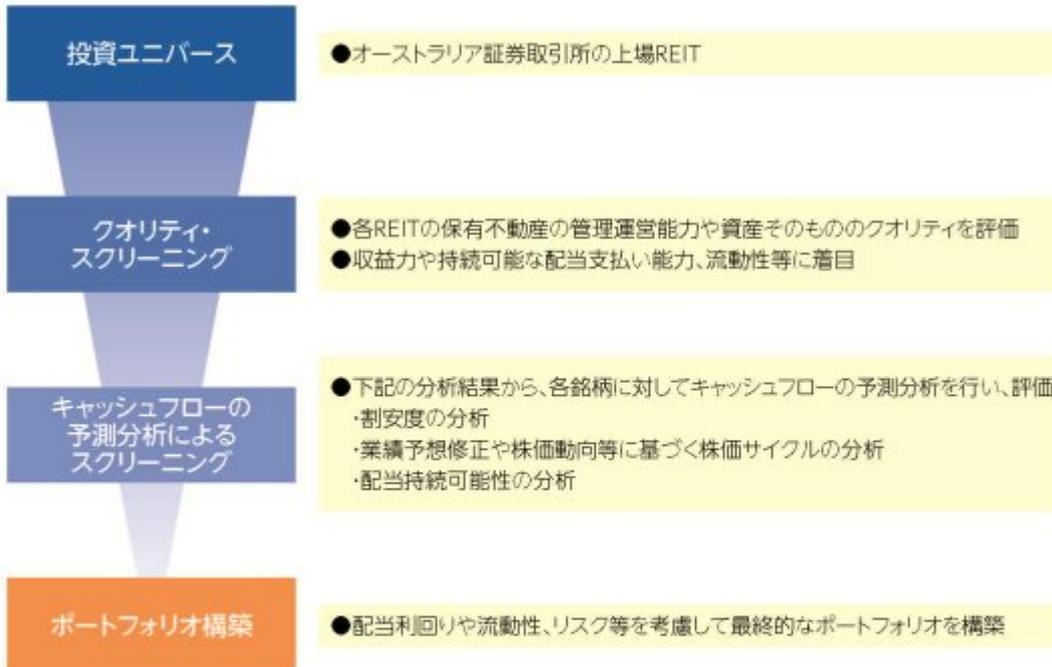 投資ユニバース
●オーストラリア証券取引所の上場REIT
クオリティ・
スクリーニング
●各REITの保有不動産の管理運営能力や資産そのもののクオリティを評価
●収益力や持続可能な配当支払い能力、流動性等に着目
キャッシュフローの
予測分析による
スクリーニング
●下記の分析結果から、各銘柄に対してキャッシュフローの予測分析を行い、評価
・割安度の分析
・業績予想修正や株価動向等に基づく株価サイクルの分析
・配当持続可能性の分析
ポートフォリオ構築
●配当利回りや流動性、リスク等を考慮して最終的なポートフォリオを構築